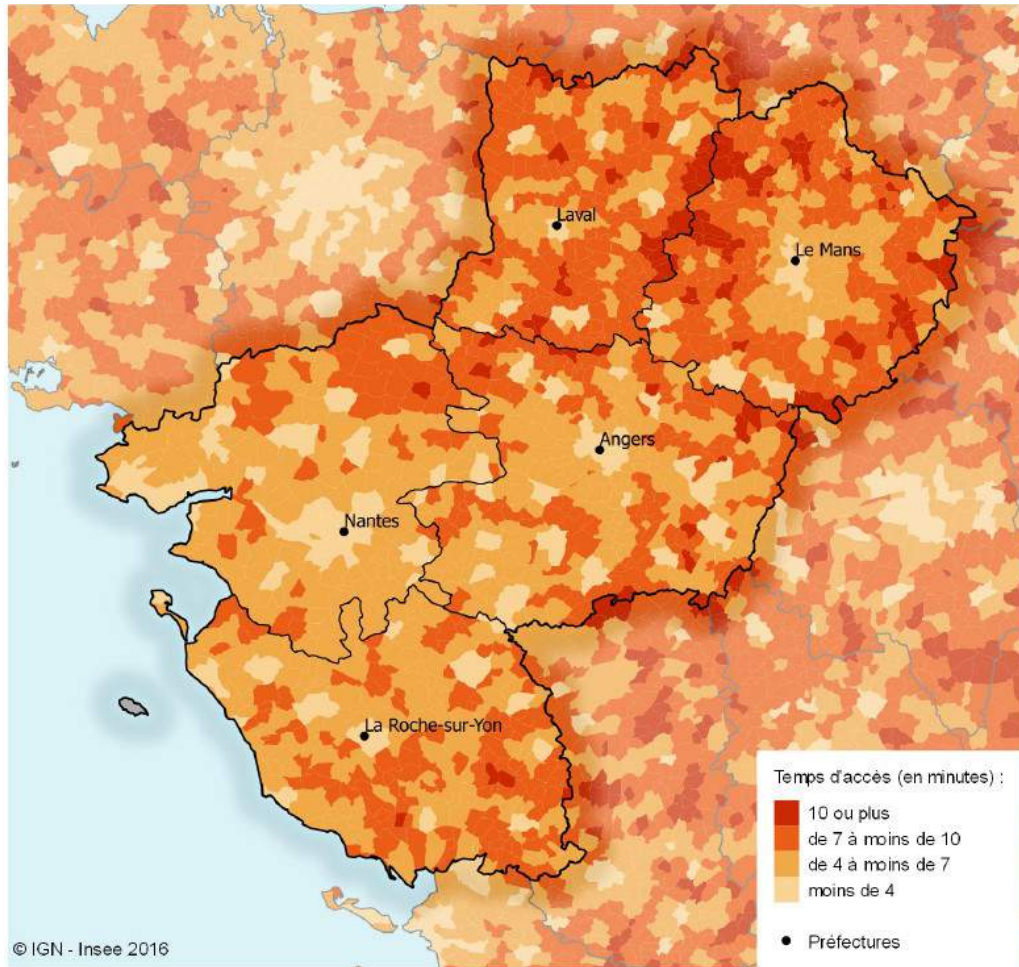 Laval
Le Mans
Angers
Nantes
La Roche-sur-Yon
Temps d'accès (en minutes) :
10 ou plus
de 7 à moins de 10
de 4 à moins de 7
moins de 4
Préfectures
© IGN - Insee 2016